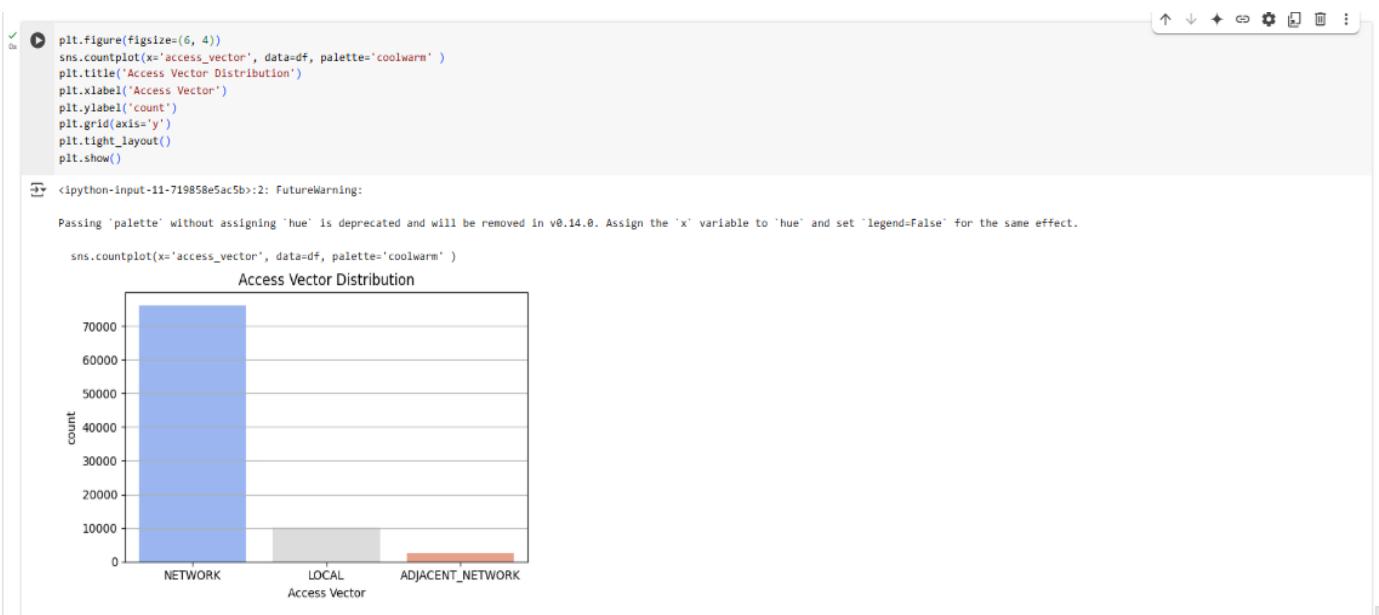 plt.figure(figsize=(6, 4))
sns.countplot(x='access_vector', data=df, palette='coolwarm' )
plt.title('Access Vector Distribution')
plt.xlabel('Access Vector')
plt.ylabel('count')
plt.grid(axis='y')
plt.tight_layout()
plt.show()
0s
<ipython-input-11-719858e5ac5b>:2: FutureWarning:
Passing `palette` without assigning `hue` is deprecated and will be removed in v0.14.0. Assign the `x` variable to `hue` and set `legend=False` for the same effect.
sns.countplot(x='access_vector', data=df, palette='coolwarm' )
Access Vector Distribution
70000
60000
50000
40000
30000
20000
10000
0
count
NETWORK LOCAL ADJACENT_NETWORK
Access Vector